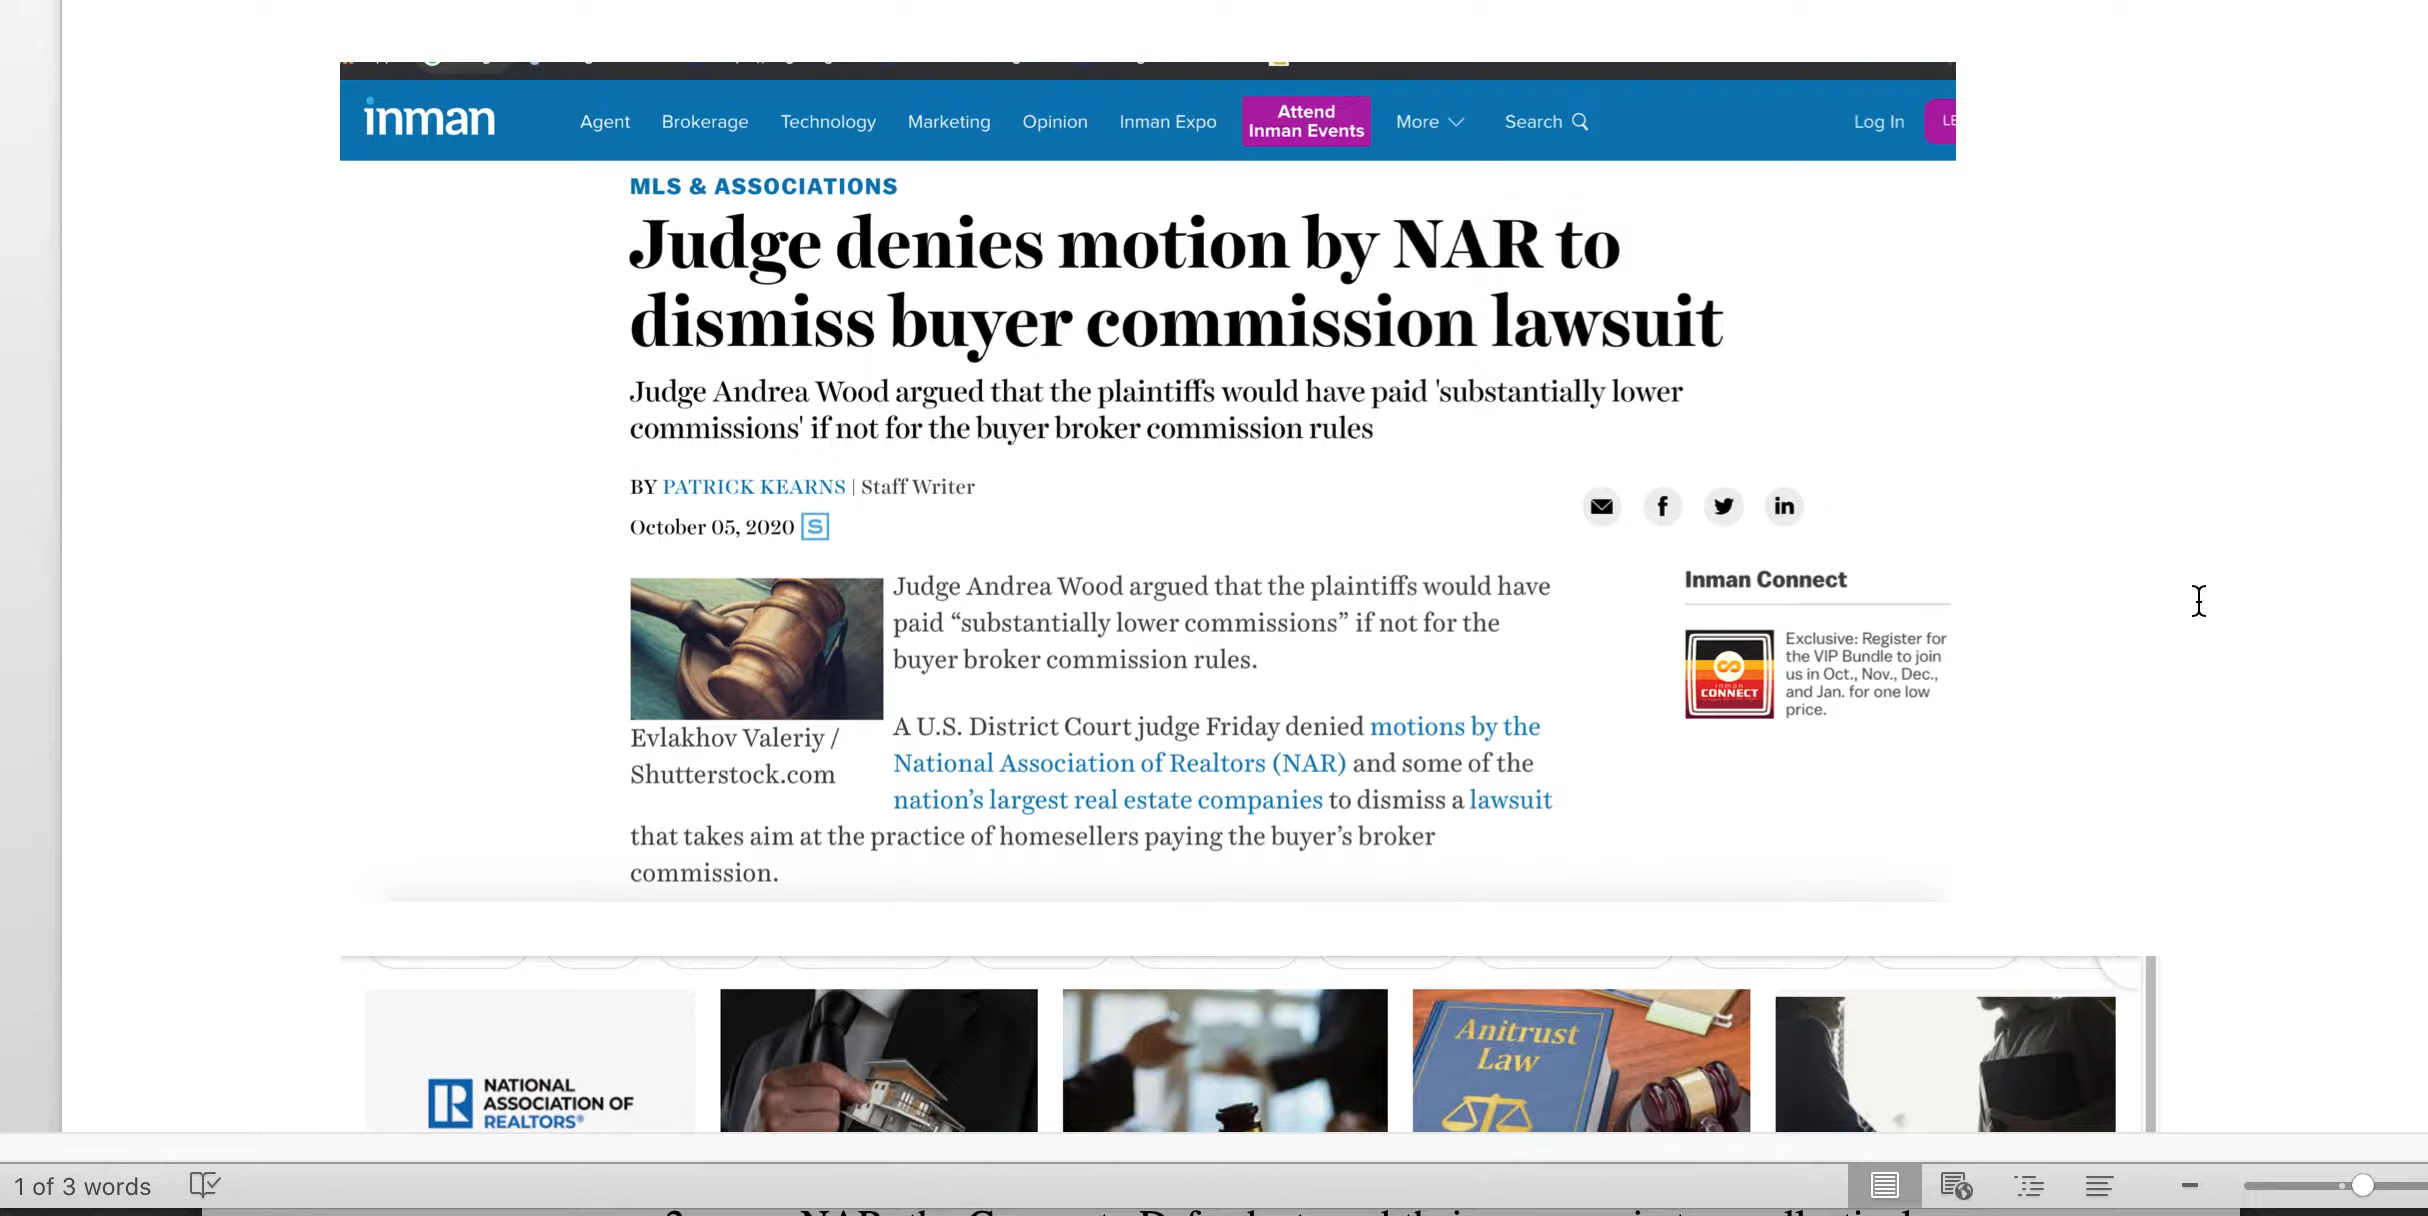 inman
Agent Brokerage Technology Marketing Opinion Inman Expo Attend Inman Events More Search Log In
MLS & ASSOCIATIONS
Judge denies motion by NAR to
dismiss buyer commission lawsuit
Judge Andrea Wood argued that the plaintiffs would have paid 'substantially lower
commissions' if not for the buyer broker commission rules
BY PATRICK KEARNS | Staff Writer
October 05, 2020 S
Judge Andrea Wood argued that the plaintiffs would have
paid “substantially lower commissions” if not for the
buyer broker commission rules.
Evlakhov Valeriy /
Shutterstock.com
A U.S. District Court judge Friday denied motions by the
National Association of Realtors (NAR) and some of the
nation’s largest real estate companies to dismiss a lawsuit
that takes aim at the practice of homesellers paying the buyer’s broker
commission.
Inman Connect
inman
CONNECT
Exclusive: Register for
the VIP Bundle to join
us in Oct., Nov., Dec.,
and Jan. for one low
price.
NATIONAL
ASSOCIATION OF
REALTORS®
Anitrust
Law
1 of 3 words